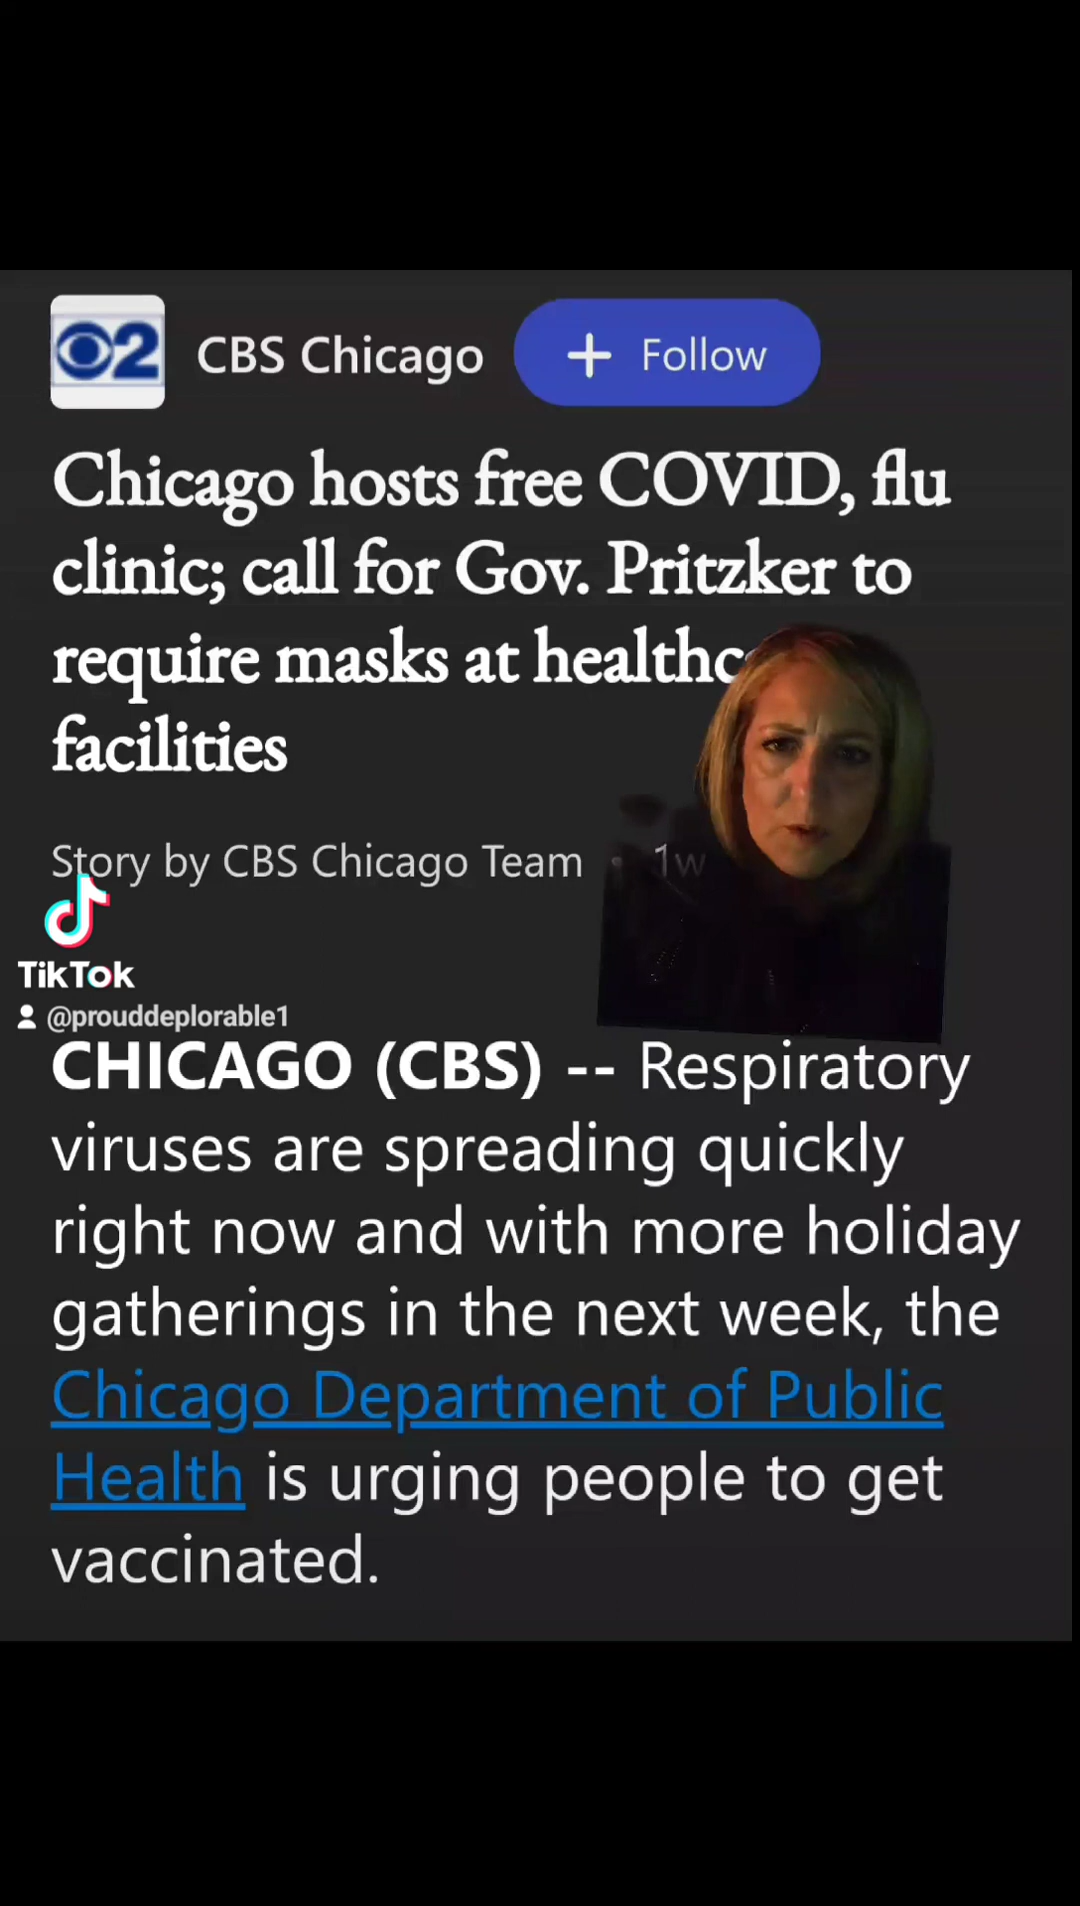 CBS Chicago
+ Follow
Chicago hosts free COVID, flu
clinic; call for Gov. Pritzker to
require masks at healthc
facilities
Story by CBS Chicago Team • 1w
TikTok
@prouddeplorable1
CHICAGO (CBS) -- Respiratory
viruses are spreading quickly
right now and with more holiday
gatherings in the next week, the
Chicago Department of Public
Health is urging people to get
vaccinated.